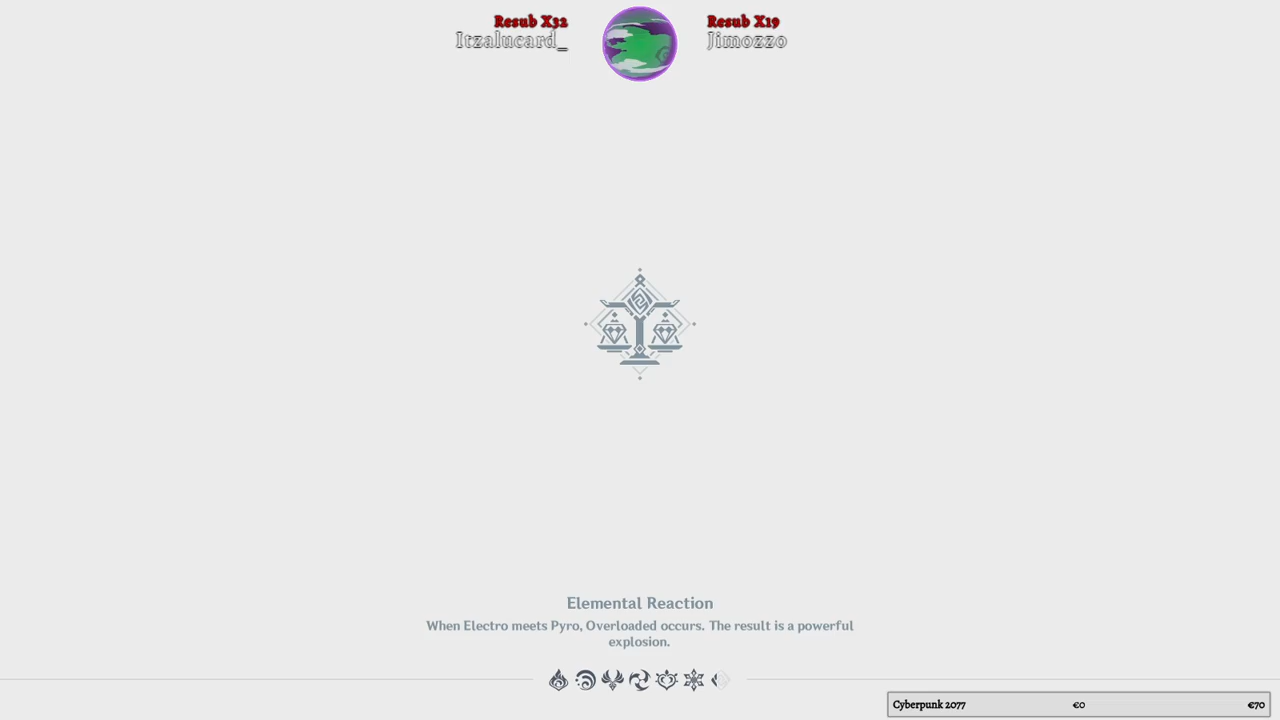 Resub X32
Itzalucard_
Resub X19
Jimozzo
Elemental Reaction
When Electro meets Pyro, Overloaded occurs. The result is a powerful
explosion.
Cyberpunk 2077 €0 €70